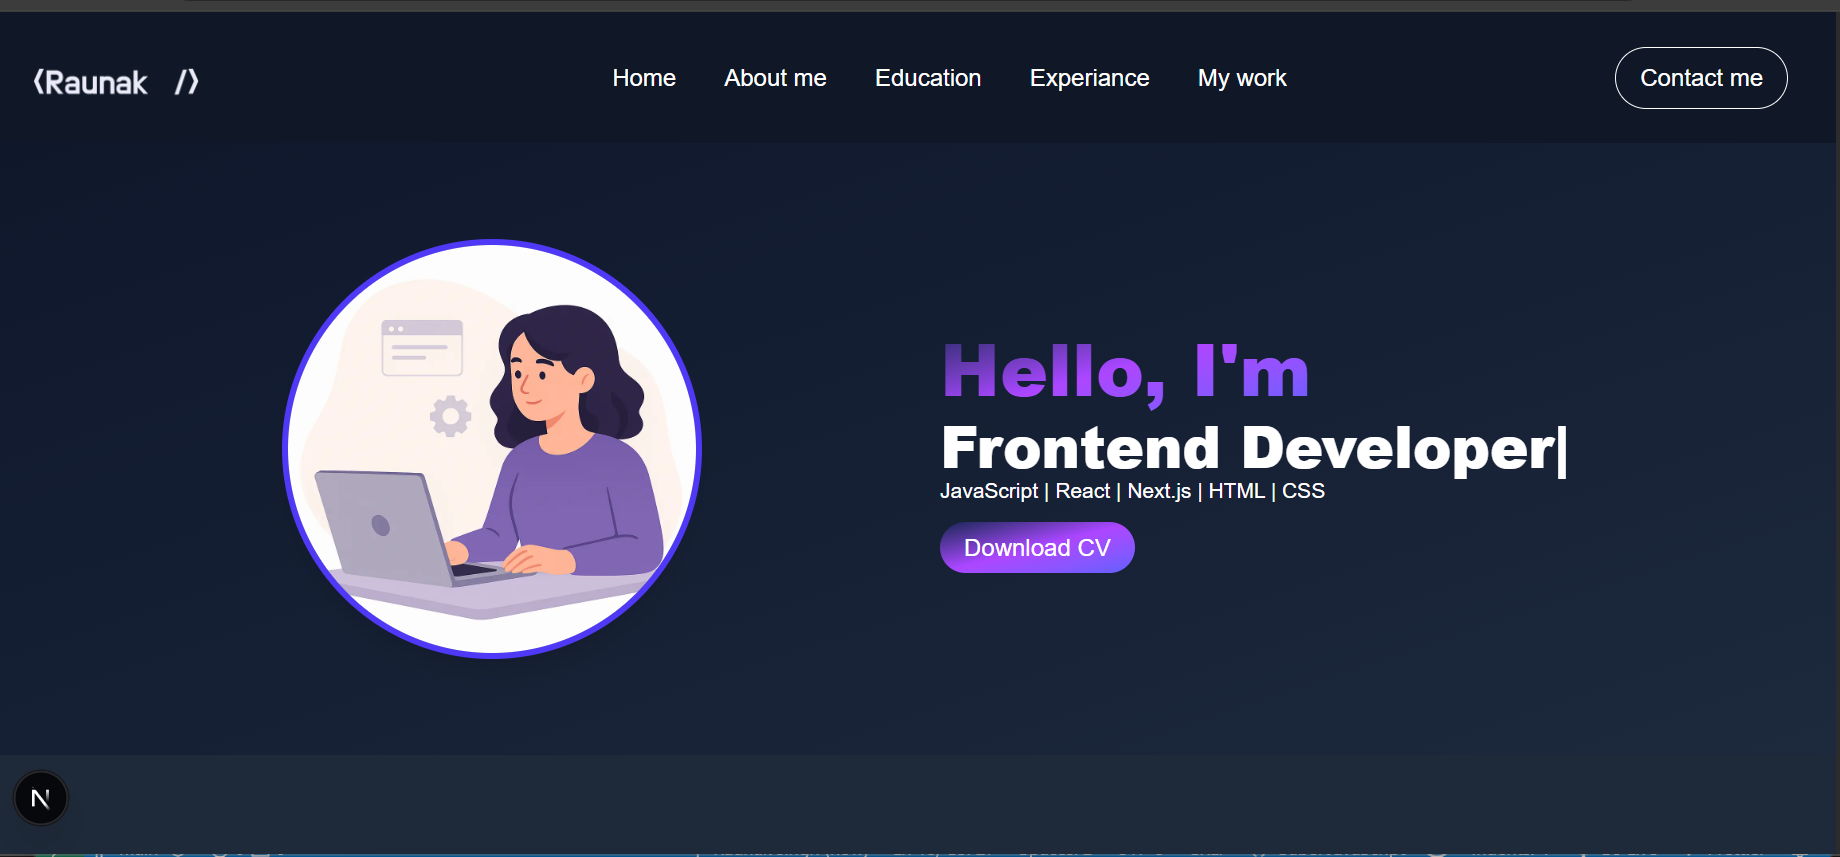 ⟨Raunak /⟩
Home About me Education Experiance My work
Contact me
Hello, I'm
Frontend Developer|
JavaScript | React | Next.js | HTML | CSS
Download CV
N